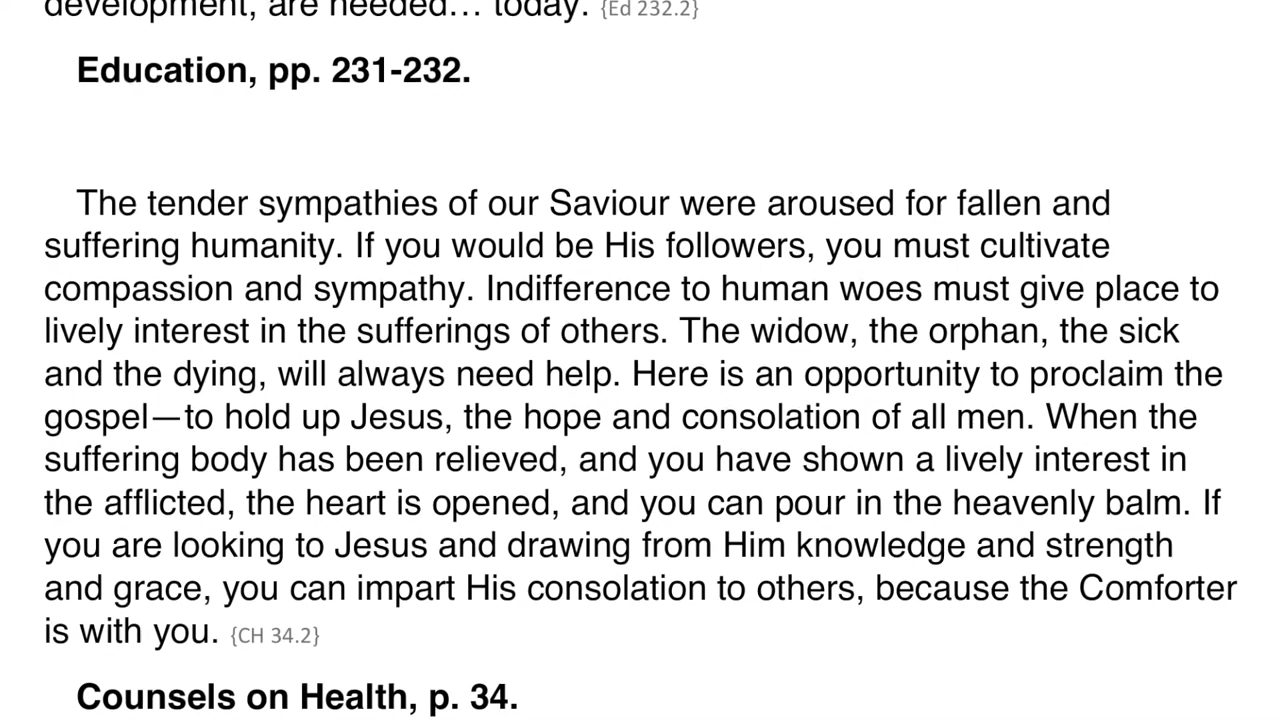 development, are needed… today. {Ed 232.2}
Education, pp. 231-232.
The tender sympathies of our Saviour were aroused for fallen and
suffering humanity. If you would be His followers, you must cultivate
compassion and sympathy. Indifference to human woes must give place to
lively interest in the sufferings of others. The widow, the orphan, the sick
and the dying, will always need help. Here is an opportunity to proclaim the
gospel—to hold up Jesus, the hope and consolation of all men. When the
suffering body has been relieved, and you have shown a lively interest in
the afflicted, the heart is opened, and you can pour in the heavenly balm. If
you are looking to Jesus and drawing from Him knowledge and strength
and grace, you can impart His consolation to others, because the Comforter
is with you. {CH 34.2}
Counsels on Health, p. 34.